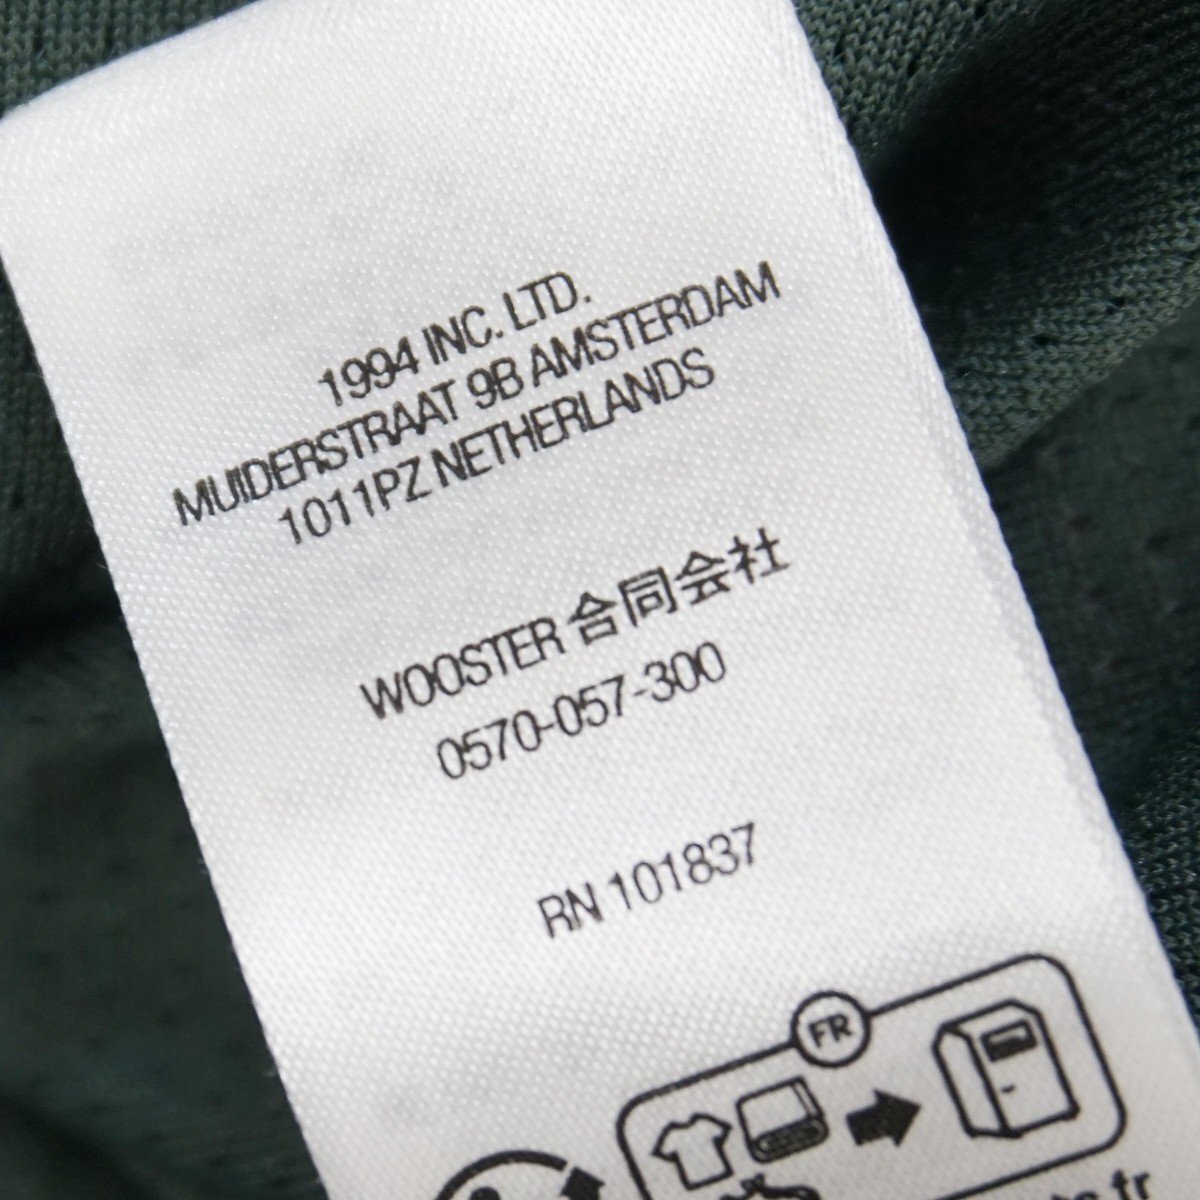 1994 INC. LTD.
MUIDERSTRAAT 9B AMSTERDAM
1011PZ NETHERLANDS
WOOSTER 合同会社
0570-057-300
RN 101837
FR
.fr